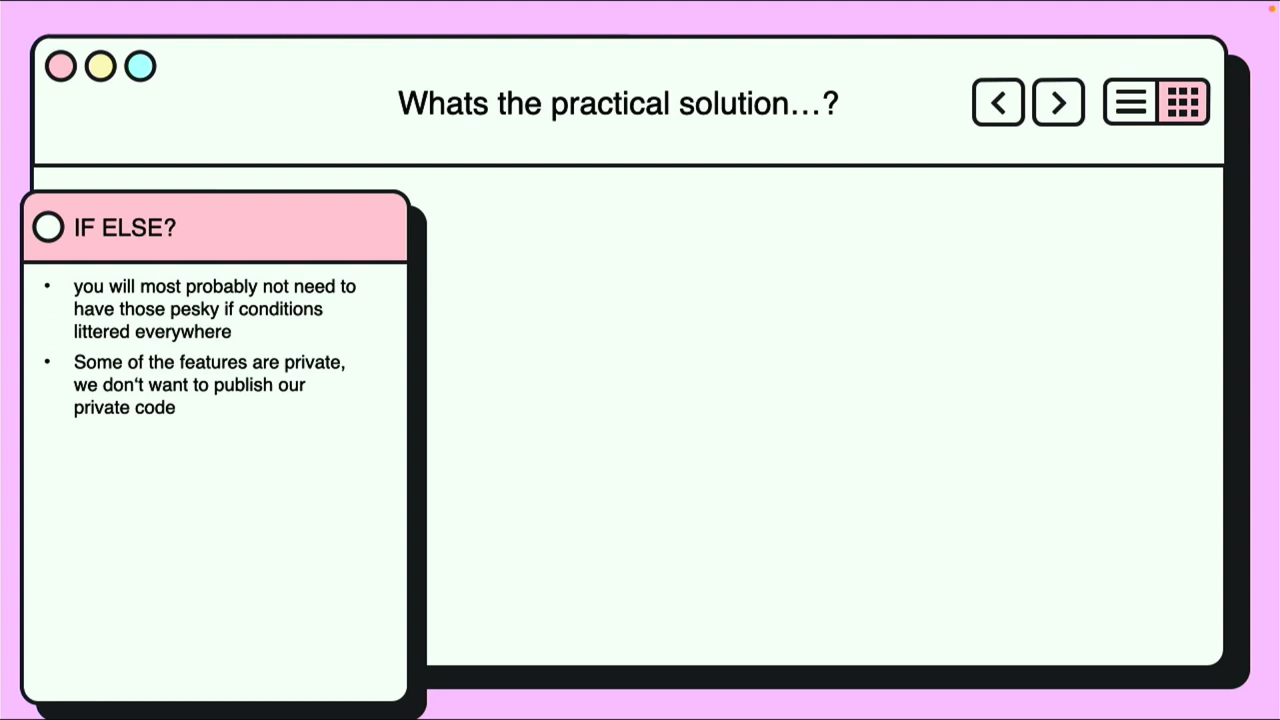 Whats the practical solution...?
IF ELSE?
• you will most probably not need to
have those pesky if conditions
littered everywhere
• Some of the features are private,
we don't want to publish our
private code